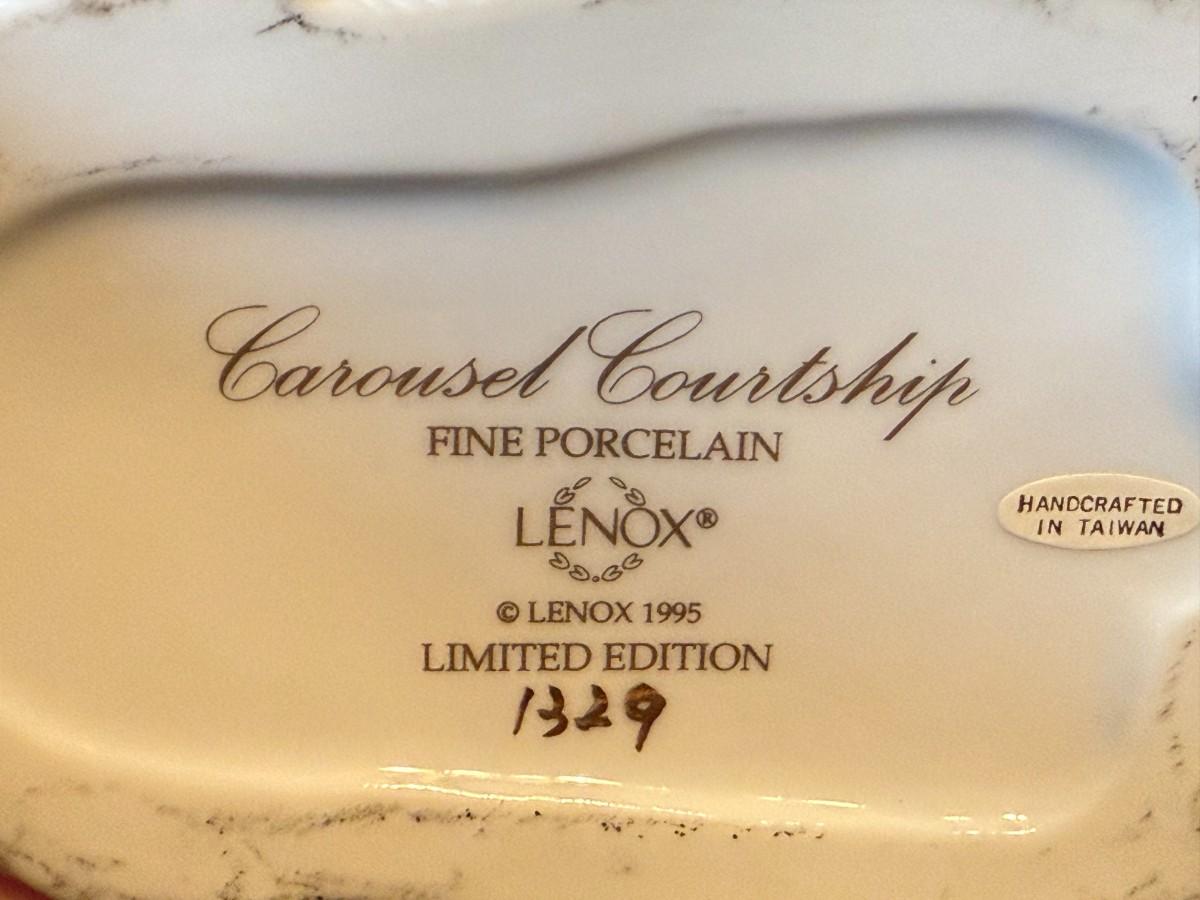 Carousel Courtship
FINE PORCELAIN
LENOX®
© LENOX 1995
LIMITED EDITION
1329
HANDCRAFTED
IN TAIWAN